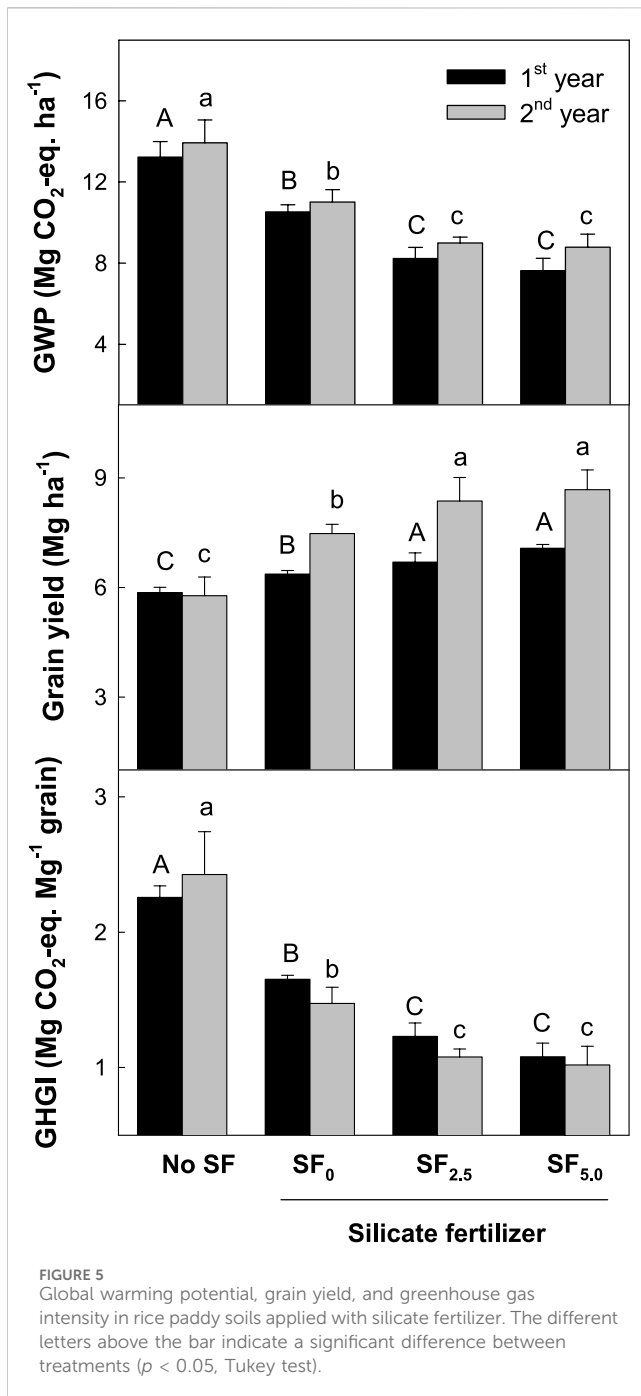 1st year
2nd year
GWP (Mg CO2-eq. ha-1)
16
12
8
4
A a B b C c C c
Grain yield (Mg ha-1)
9
6
3
C c B b A a A a
GHGI (Mg CO2-eq. Mg-1 grain)
3
2
1
A a B b C c C c
No SF SF0 SF2.5 SF5.0
Silicate fertilizer
FIGURE 5
Global warming potential, grain yield, and greenhouse gas
intensity in rice paddy soils applied with silicate fertilizer. The different
letters above the bar indicate a significant difference between
treatments (p < 0.05, Tukey test).